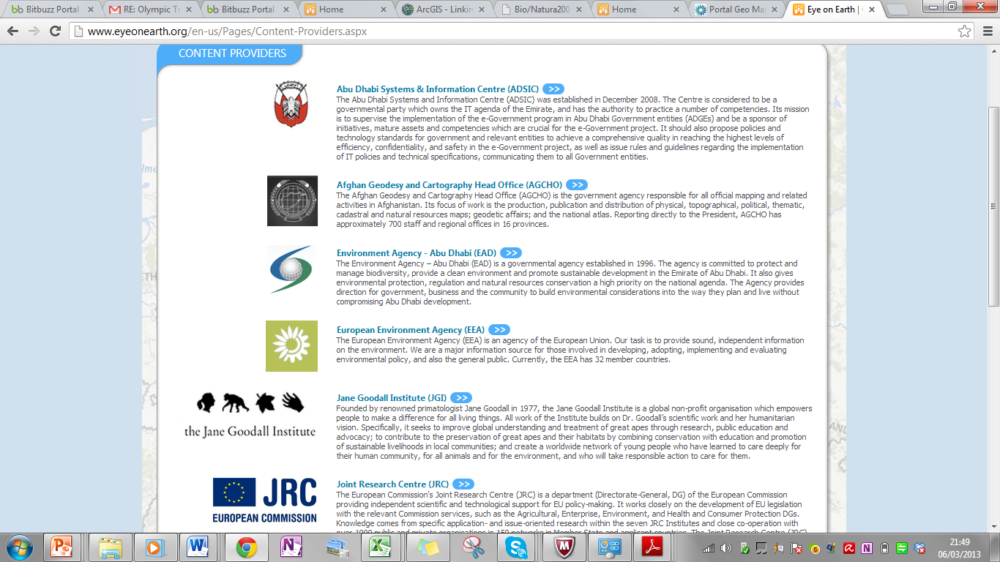 Bitbuzz Portal
RE: Olympic Tr
Bitbuzz Portal
Home
ArcGIS - Linkin
Bio/Natura200
Home
Portal Geo Map
Eye on Earth |
www.eyeonearth.org/en-us/Pages/Content-Providers.aspx
CONTENT PROVIDERS
Abu Dhabi Systems & Information Centre (ADSIC) >>
The Abu Dhabi Systems and Information Centre (ADSIC) was established in December 2008. The Centre is considered to be a
governmental party which owns the IT agenda of the Emirate, and has the authority to practice a number of competencies. Its mission
is to supervise the implementation of the e-Government program in Abu Dhabi Government entities (ADGEs) and be a sponsor of
initiatives, mature assets and competencies which are crucial for the e-Government project. It should also propose policies and
technology standards for government and relevant entities to achieve a comprehensive quality in reaching the highest levels of
efficiency, confidentiality, and safety in the e-Government project, as well as issue rules and guidelines regarding the implementation
of IT policies and technical specifications, communicating them to all Government entities.
Afghan Geodesy and Cartography Head Office (AGCHO) >>
The Afghan Geodesy and Cartography Head Office (AGCHO) is the government agency responsible for all official mapping and related
activities in Afghanistan. Its focus of work is the production, publication and distribution of physical, topographical, political, thematic,
cadastral and natural resources maps; geodetic affairs; and the national atlas. Reporting directly to the President, AGCHO has
approximately 700 staff and regional offices in 16 provinces.
Environment Agency - Abu Dhabi (EAD) >>
The Environment Agency – Abu Dhabi (EAD) is a governmental agency established in 1996. The agency is committed to protect and
manage biodiversity, provide a clean environment and promote sustainable development in the Emirate of Abu Dhabi. It also gives
environmental protection, regulation and natural resources conservation a high priority on the national agenda. The Agency provides
direction for government, business and the community to build environmental considerations into the way they plan and live without
compromising Abu Dhabi development.
European Environment Agency (EEA) >>
The European Environment Agency (EEA) is an agency of the European Union. Our task is to provide sound, independent information
on the environment. We are a major information source for those involved in developing, adopting, implementing and evaluating
environmental policy, and also the general public. Currently, the EEA has 32 member countries.
the Jane Goodall Institute
Jane Goodall Institute (JGI) >>
Founded by renowned primatologist Jane Goodall in 1977, the Jane Goodall Institute is a global non-profit organisation which empowers
people to make a difference for all living things. All work of the Institute builds on Dr. Goodall's scientific work and her humanitarian
vision. Specifically, it seeks to improve global understanding and treatment of great apes through research, public education and
advocacy; to contribute to the preservation of great apes and their habitats by combining conservation with education and promotion
of sustainable livelihoods in local communities; and create a worldwide network of young people who have learned to care deeply for
their human community, for all animals and for the environment, and who will take responsible action to care for them.
JRC
EUROPEAN COMMISSION
Joint Research Centre (JRC) >>
The European Commission's Joint Research Centre (JRC) is a department (Directorate-General, DG) of the European Commission
providing independent scientific and technological support for EU policy-making. It works closely on the development of EU legislation
with the relevant Commission services, such as the Agricultural, Enterprise, Environment, and Health and Consumer Protection DGs.
Knowledge comes from specific application- and issue-oriented research within the seven JRC Institutes and close co-operation with
over 1000 public and private organisations in 150 networks in Member State and applicant countries. The Joint Research Centre (JRC)
21:49
06/03/2013